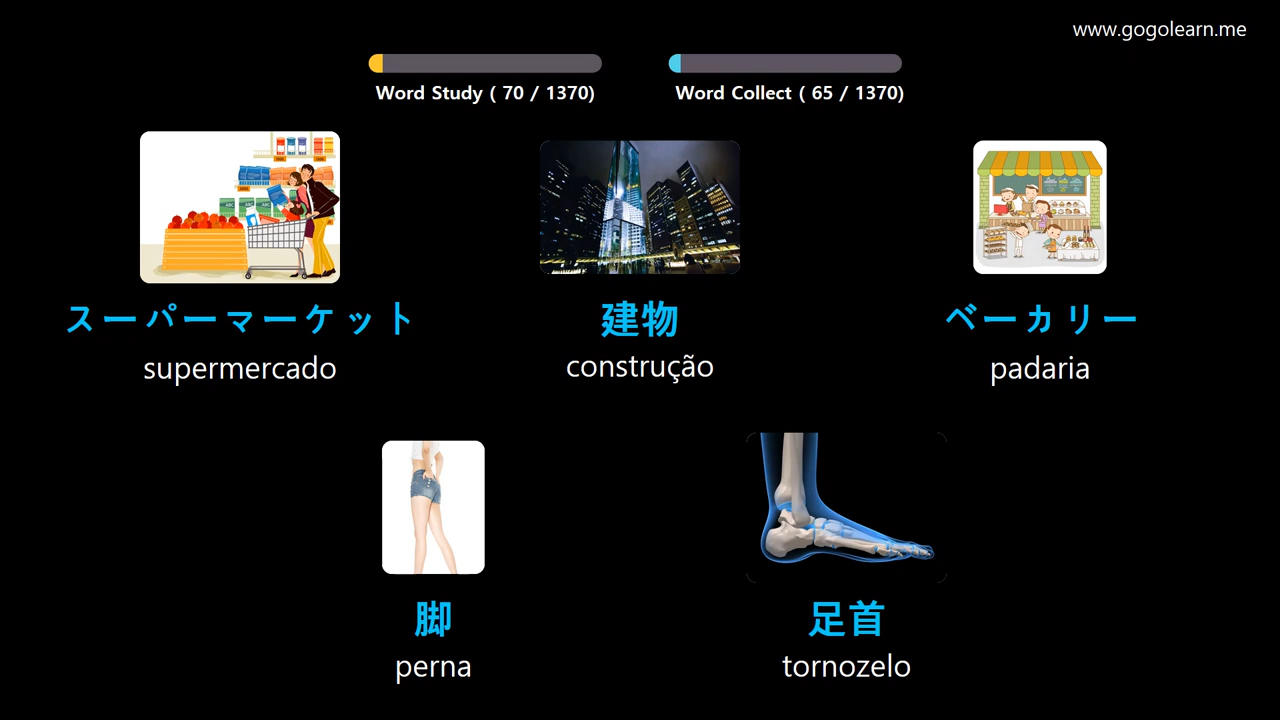 www.gogolearn.me
Word Study ( 70 / 1370)
Word Collect ( 65 / 1370)
スーパーマーケット
supermercado
建物
construção
ベーカリー
padaria
脚
perna
足首
tornozelo